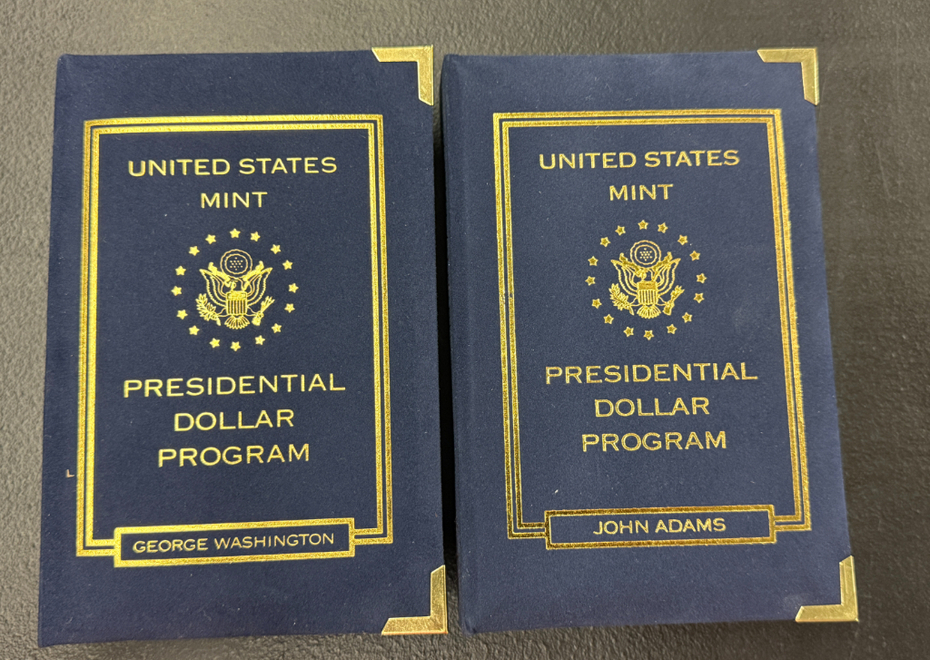 UNITED STATES
MINT
PRESIDENTIAL
DOLLAR
PROGRAM
GEORGE WASHINGTON
UNITED STATES
MINT
PRESIDENTIAL
DOLLAR
PROGRAM
JOHN ADAMS